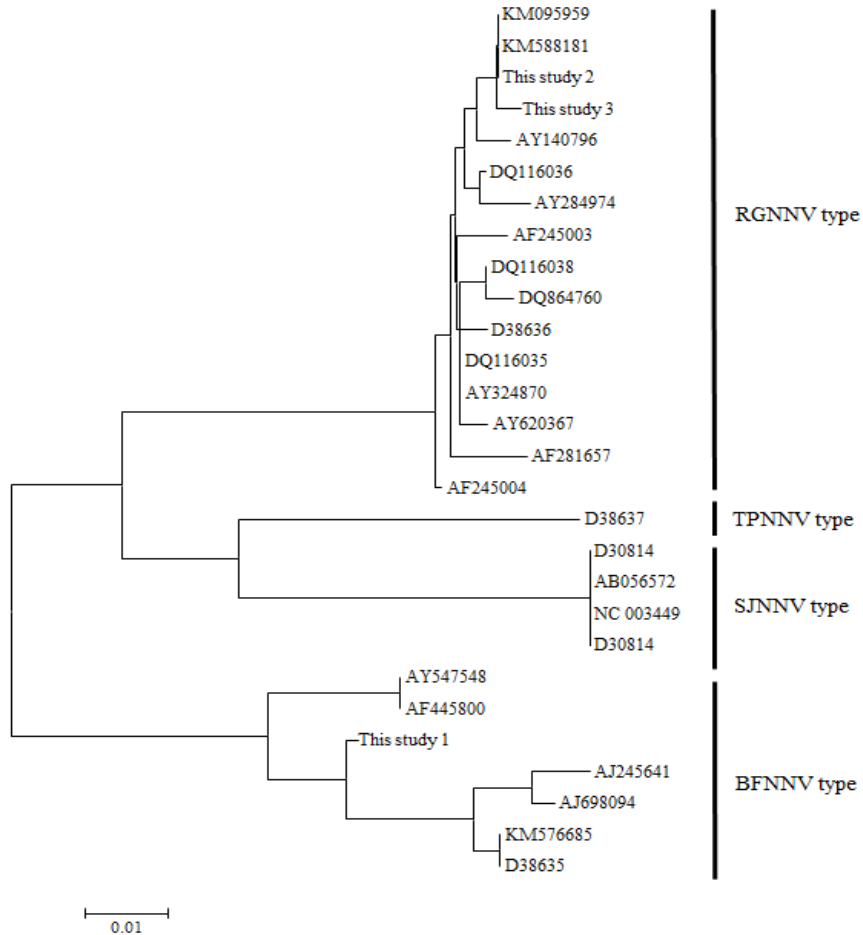 KM095959
KM588181
This study 2
This study 3
AY140796
DQ116036
AY284974
RGNNV type
AF245003
DQ116038
DQ864760
D38636
DQ116035
AY324870
AY620367
AF281657
AF245004
D38637
TPNNV type
D30814
AB056572
SJNNV type
NC 003449
D30814
AY547548
AF445800
This study 1
AJ245641
BFNNV type
AJ698094
KM576685
D38635
0.01